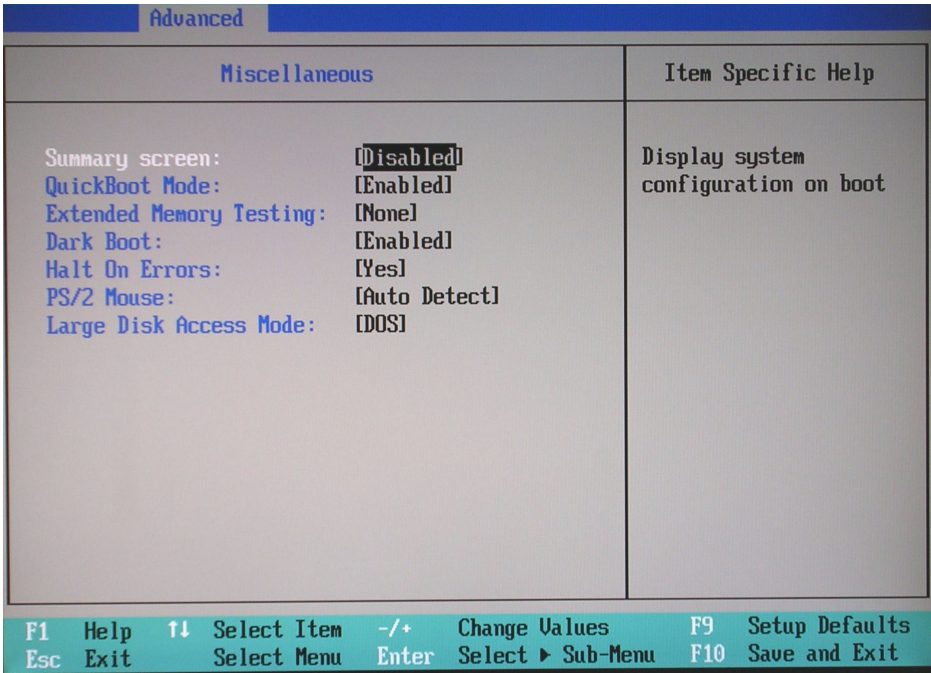 Advanced
Miscellaneous
Item Specific Help
Summary screen: [Disabled]
QuickBoot Mode: [Enabled]
Extended Memory Testing: [None]
Dark Boot: [Enabled]
Halt On Errors: [Yes]
PS/2 Mouse: [Auto Detect]
Large Disk Access Mode: [DOS]
Display system
configuration on boot
F1 Help ↑↓ Select Item -/+ Change Values F9 Setup Defaults
Esc Exit Select Menu Enter Select ▶ Sub-Menu F10 Save and Exit